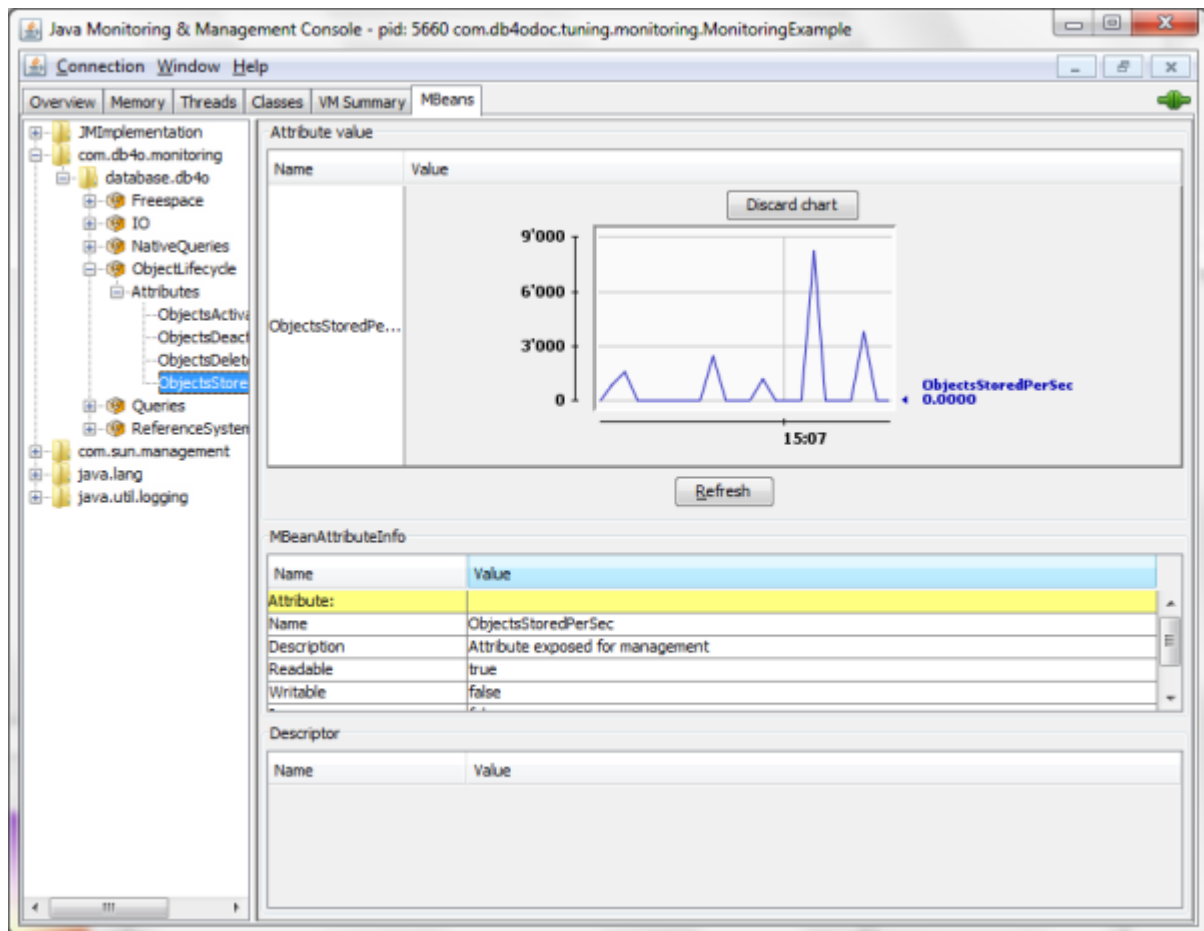 Java Monitoring & Management Console - pid: 5660 com.db4odoc.tuning.monitoring.MonitoringExample
Connection Window Help
Overview Memory Threads Classes VM Summary MBeans
JMImplementation
com.db4o.monitoring
database.db4o
Freespace
IO
NativeQueries
ObjectLifecycle
Attributes
ObjectsActiva
ObjectsDeact
ObjectsDelet
ObjectsStore
Queries
ReferenceSystem
com.sun.management
java.lang
java.util.logging
Attribute value
Name Value
Discard chart
ObjectsStoredPe...
9'000
6'000
3'000
0
ObjectsStoredPerSec
0.0000
15:07
Refresh
MBeanAttributeInfo
Name Value
Attribute:
Name ObjectsStoredPerSec
Description Attribute exposed for management
Readable true
Writable false
Descriptor
Name Value